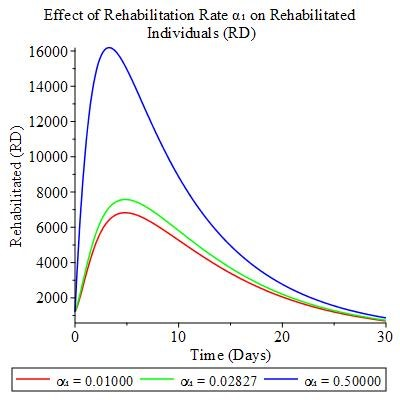 Effect of Rehabilitation Rate α₁ on Rehabilitated
Individuals (RD)
Rehabilitated (RD)
16000
14000
12000
10000
8000
6000
4000
2000
0 10 20 30
Time (Days)
α₁ = 0.01000 α₁ = 0.02827 α₁ = 0.50000